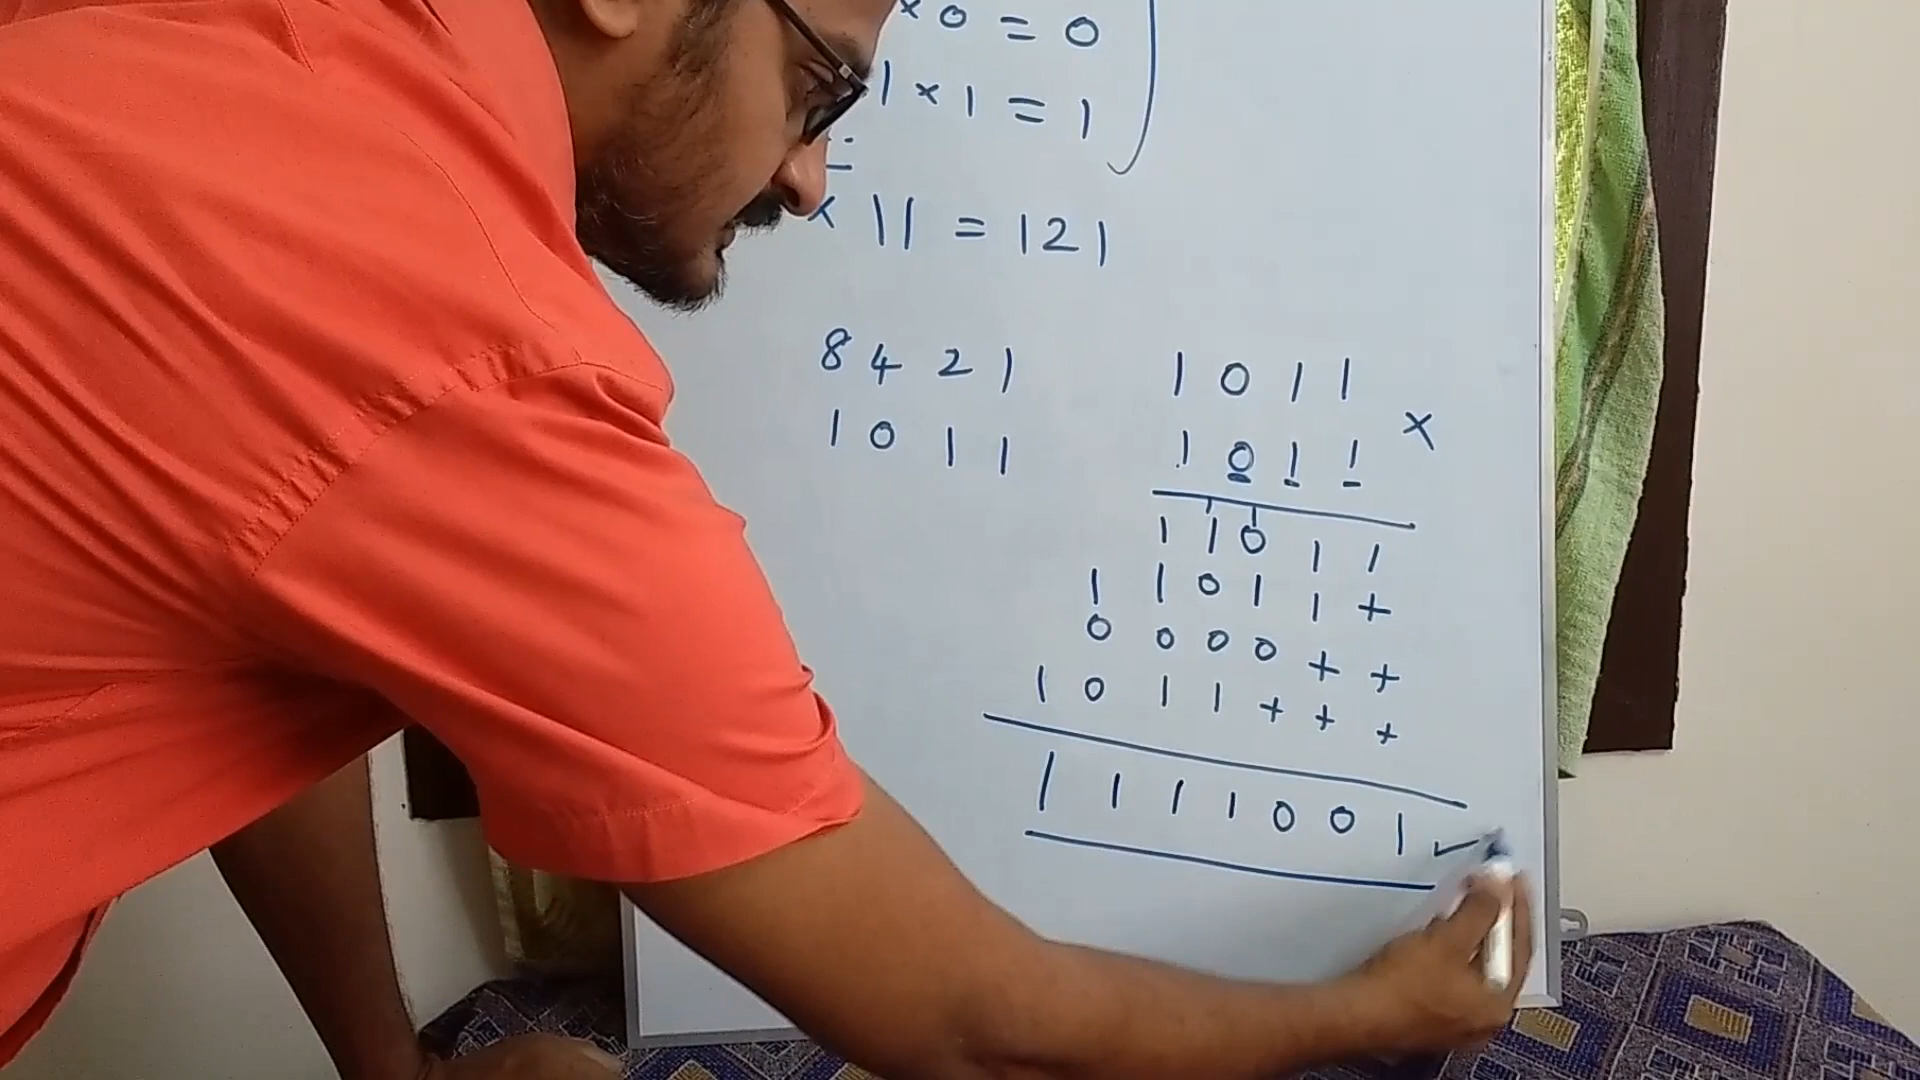 × 0 = 0
1 × 1 = 1
× 11 = 121
8 4 2 1
1 0 1 1
1 0 1 1
1 0 1 1 ×
1 1
1 1 0 1 1
1 1 0 1 1 +
0 0 0 0 + +
1 0 1 1 + + +
1 1 1 1 0 0 1 ✓